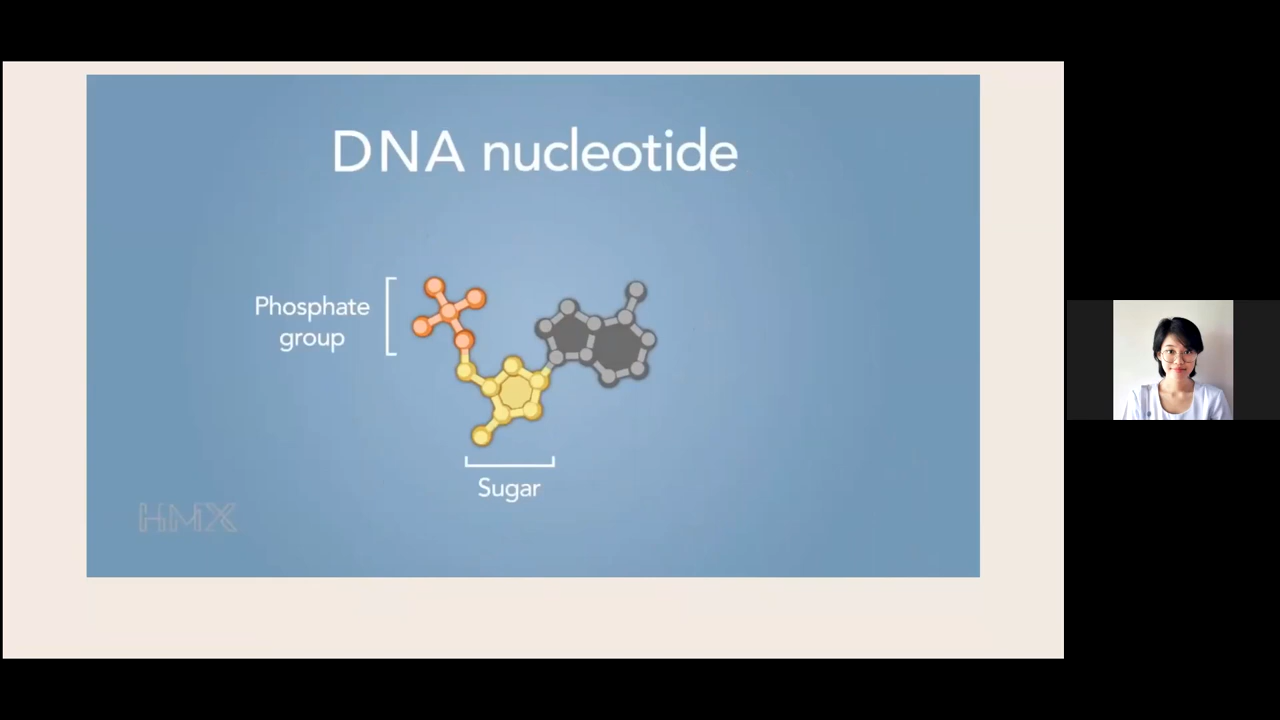 DNA nucleotide
Phosphate
group
Sugar
HMX